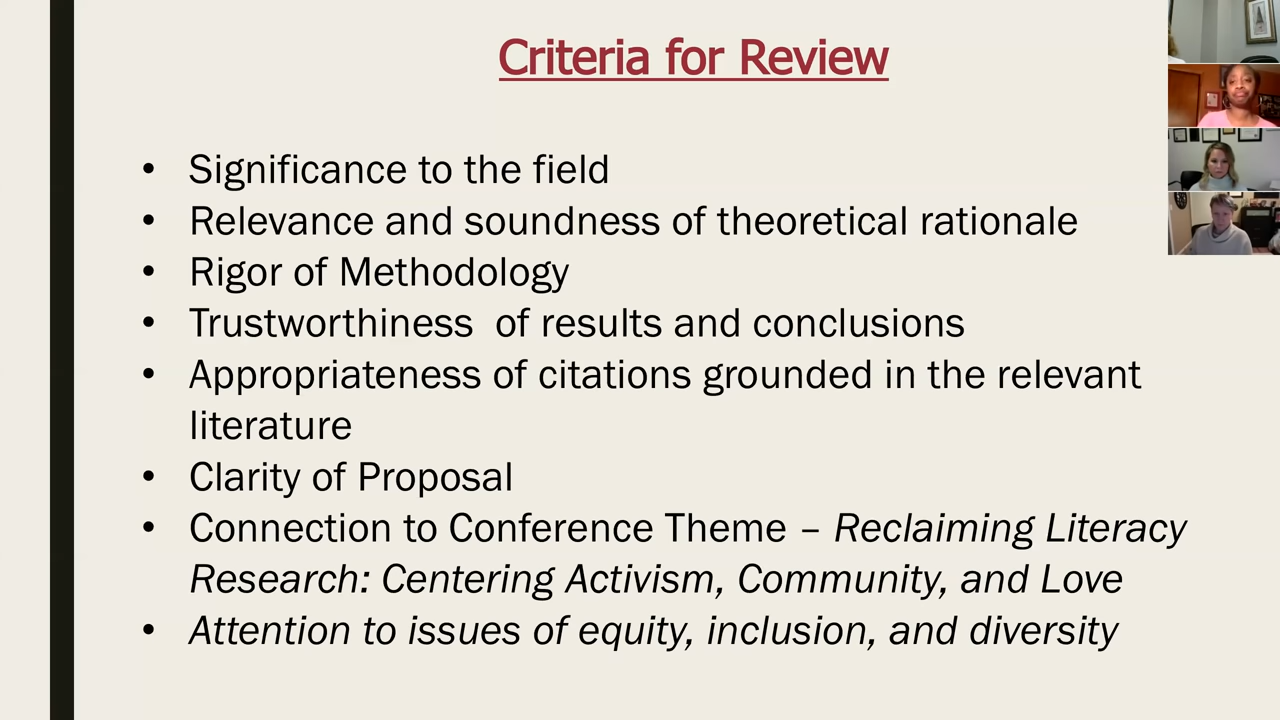 Criteria for Review
• Significance to the field
• Relevance and soundness of theoretical rationale
• Rigor of Methodology
• Trustworthiness  of results and conclusions
• Appropriateness of citations grounded in the relevant
literature
• Clarity of Proposal
• Connection to Conference Theme – Reclaiming Literacy
Research: Centering Activism, Community, and Love
• Attention to issues of equity, inclusion, and diversity